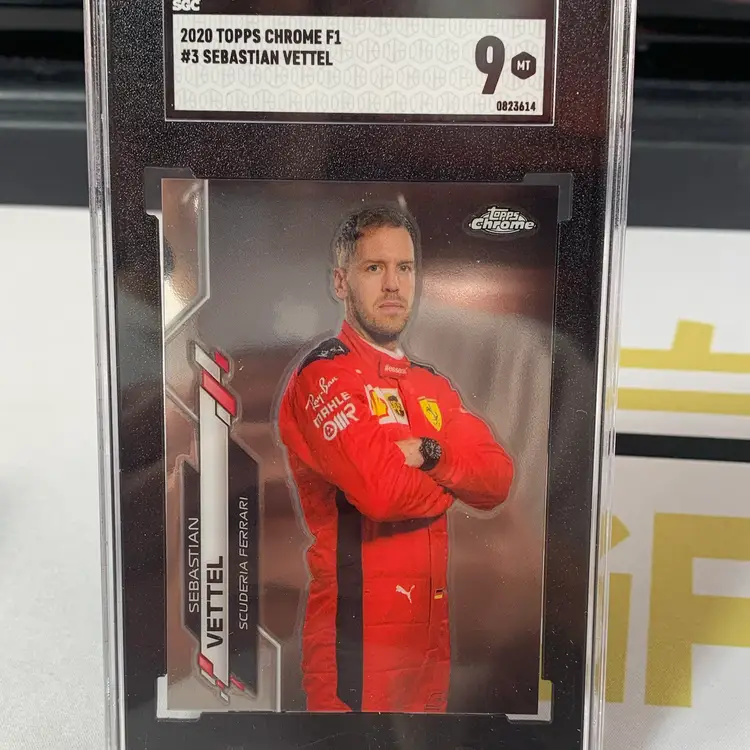 SGC
2020 TOPPS CHROME F1
#3 SEBASTIAN VETTEL
9
MT
0823614
topps
Chrome
Ray-Ban
MAHLE
OMR
SEBASTIAN
VETTEL
SCUDERIA FERRARI